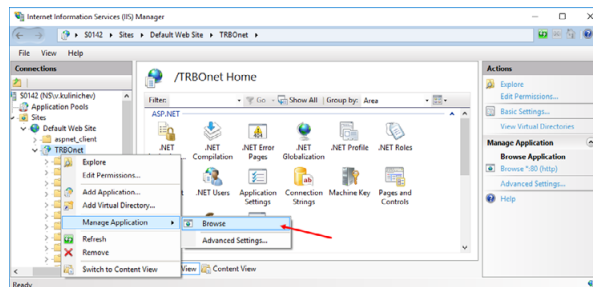 Internet Information Services (IIS) Manager
S0142 ▸ Sites ▸ Default Web Site ▸ TRBOnet ▸
File View Help
Connections
S0142 (NS\v.kulinichev)
Application Pools
Sites
Default Web Site
aspnet_client
TRBOnet
Explore
Edit Permissions...
Add Application...
Add Virtual Directory...
Manage Application
Refresh
Remove
Switch to Content View
Browse
Advanced Settings...
/TRBOnet Home
Filter: Go Show All Group by: Area
ASP.NET
.NET Compilation
.NET Error Pages
.NET Globalization
.NET Profile
.NET Roles
.NET Users
Application Settings
Connection Strings
Machine Key
Pages and Controls
View Content View
Actions
Explore
Edit Permissions...
Basic Settings...
View Virtual Directories
Manage Application
Browse Application
Browse *:80 (http)
Advanced Settings...
Help
Ready